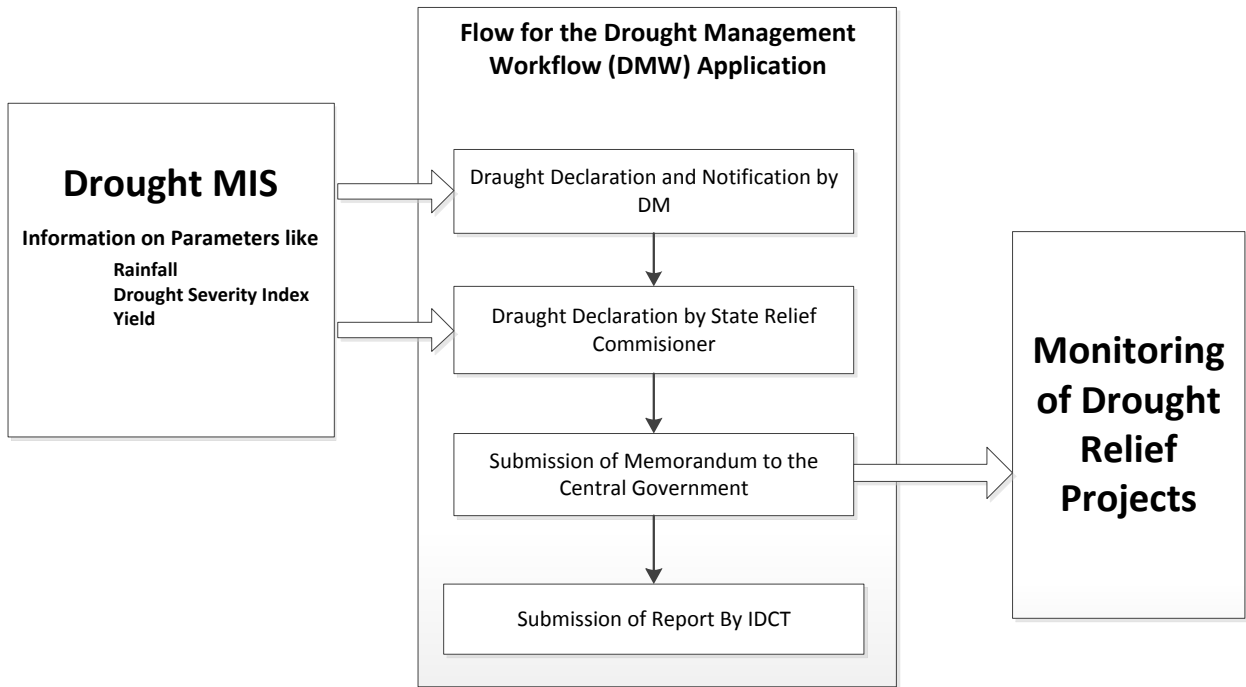 Flow for the Drought Management
Workflow (DMW) Application
Drought MIS
Information on Parameters like
Rainfall
Drought Severity Index
Yield
Draught Declaration and Notification by
DM
Draught Declaration by State Relief
Commisioner
Submission of Memorandum to the
Central Government
Submission of Report By IDCT
Monitoring
of Drought
Relief
Projects